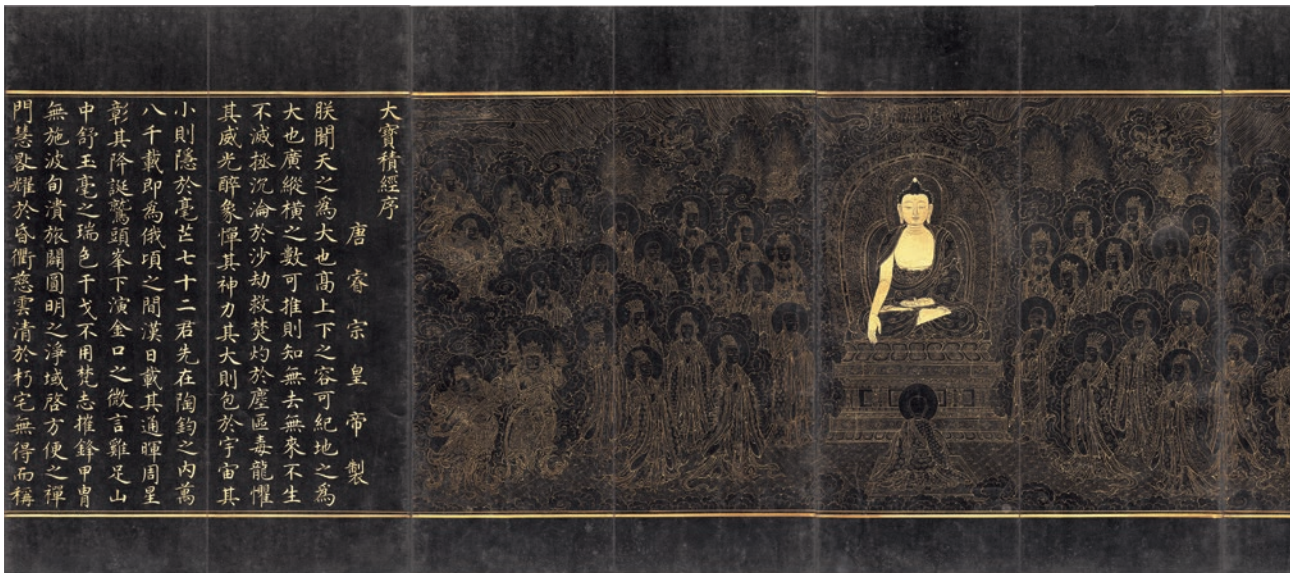 大寶積經序
唐睿宗皇帝製
朕聞天之為大也高上下之容可紀地之為
大也廣縱橫之數可推則知無去無來不生
不滅拯沉淪於沙劫救焚灼於塵區毒龍懼
其威光醉象憚其神力其大則包於宇宙其
小則隱於毫芒七十二君先在陶鈞之內萬
八千載即為俄頃之間漢日載其通暉周星
彰其降誕鷲頭峯下演金口之微言雞足山
中舒玉毫之瑞色干戈不用梵志摧鋒甲冑
無施波旬潰旅闢圓明之淨域啓方便之禪
門慧炬耀於昏衢慈雲清於朽宅無得而稱